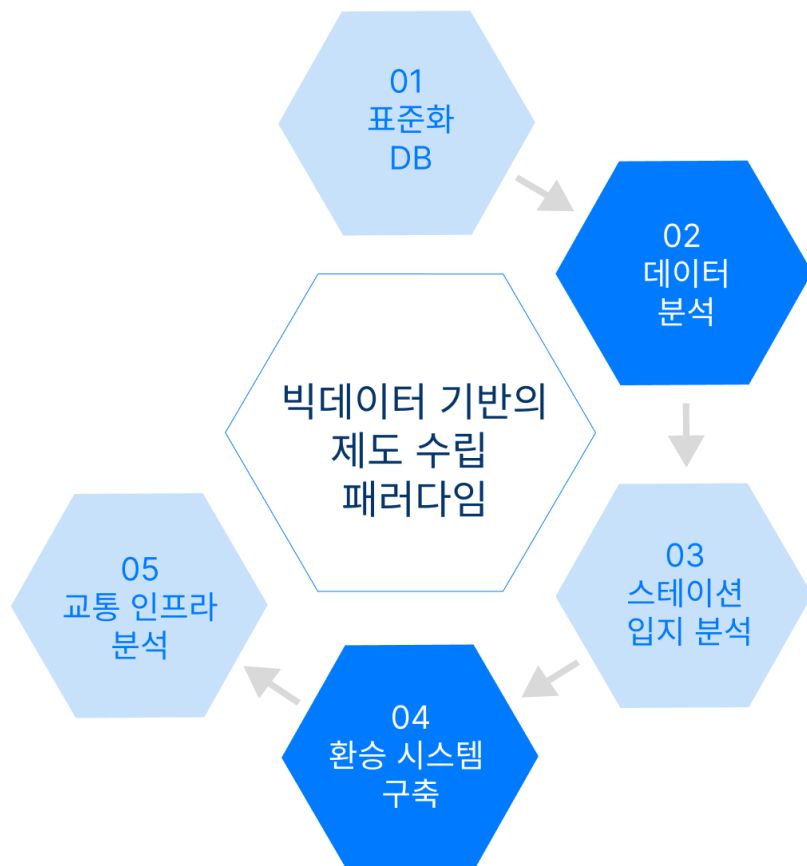 01
표준화
DB
02
데이터
분석
빅데이터 기반의
제도 수립
패러다임
03
스테이션
입지 분석
04
환승 시스템
구축
05
교통 인프라
분석